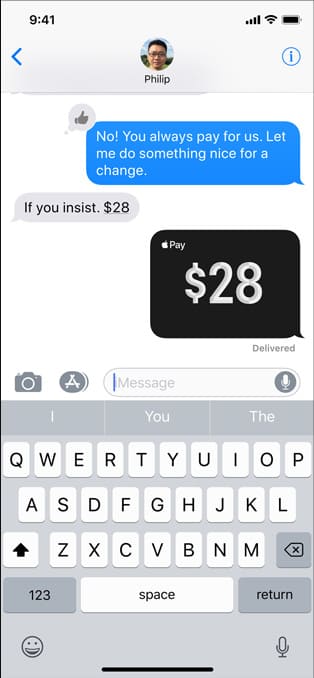 9:41
Philip
No! You always pay for us. Let
me do something nice for a
change.
If you insist. $28
Pay
$28
Delivered
Message
I You The
Q W E R T Y U I O P
A S D F G H J K L
Z X C V B N M
123 space return